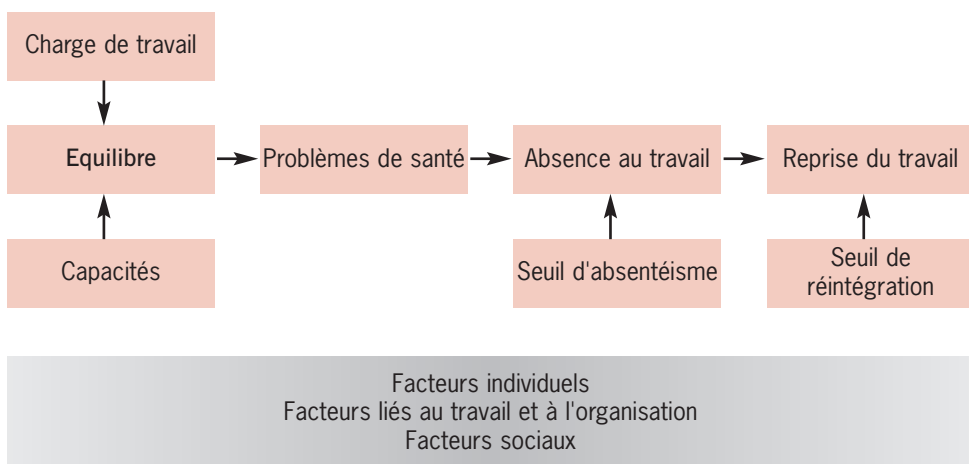 Charge de travail
Equilibre
Problèmes de santé
Absence au travail
Reprise du travail
Capacités
Seuil d'absentéisme
Seuil de
réintégration
Facteurs individuels
Facteurs liés au travail et à l'organisation
Facteurs sociaux